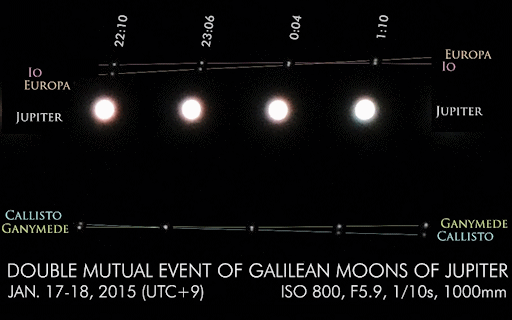 22:10
23:06
0:04
1:10
IO
EUROPA
EUROPA
IO
JUPITER
JUPITER
CALLISTO
GANYMEDE
GANYMEDE
CALLISTO
DOUBLE MUTUAL EVENT OF GALILEAN MOONS OF JUPITER
JAN. 17-18, 2015 (UTC+9)
ISO 800, F5.9, 1/10s, 1000mm